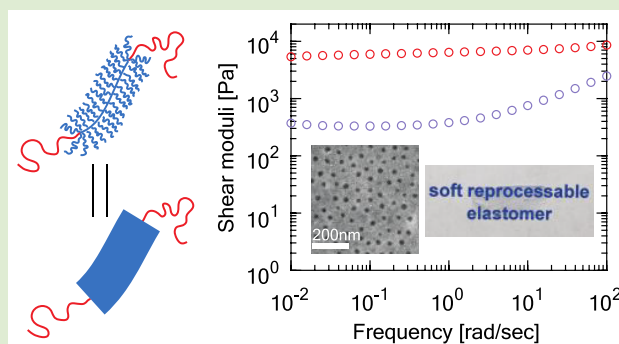 Shear moduli [Pa]
10⁴
10³
10²
10¹
10⁰
200nm
soft reprocessable
elastomer
10⁻²
10⁻¹
10⁰
10¹
10²
Frequency [rad/sec]